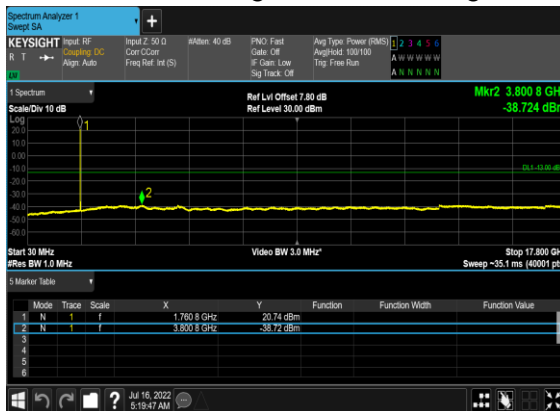 Spectrum Analyzer 1
Swept SA
KEYSIGHT Input: RF Input Z: 50 Ω #Atten: 40 dB PNO: Fast Avg Type: Power (RMS) 1 2 3 4 5 6
R T Coupling: DC Corr CCorr Gate: Off Avg|Hold: 100/100 A W W W W W
Align: Auto Freq Ref: Int (S) IF Gain: Low Trig: Free Run
Sig Track: Off A N N N N N
1 Spectrum
Scale/Div 10 dB Ref Lvl Offset 7.80 dB Mkr2 3.800 8 GH
Ref Level 30.00 dBm -38.724 dBr
Log
20.0
10.0
0.00
-10.0
-20.0
-30.0
-40.0
-50.0
-60.0
1
2
DL1 -13.00 dB
Start 30 MHz Video BW 3.0 MHz* Stop 17.800 GH
#Res BW 1.0 MHz Sweep ~35.1 ms (40001 pt
5 Marker Table
Mode Trace Scale X Y Function Function Width Function Value
1 N 1 f 1.760 8 GHz 20.74 dBm
2 N 1 f 3.800 8 GHz -38.72 dBm
3
4
5
6
? Jul 16, 2022
5:19:47 AM